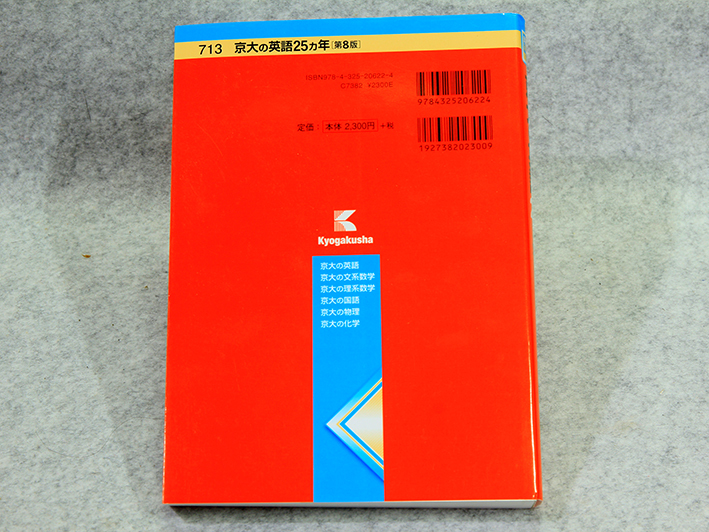 713 京大の英語25カ年[第8版]
ISBN978-4-325-20622-4
C7382 ¥2300E
9784325206224
定価：本体2,300円+税
1927382023009
Kyogakusha
京大の英語
京大の文系数学
京大の理系数学
京大の国語
京大の物理
京大の化学